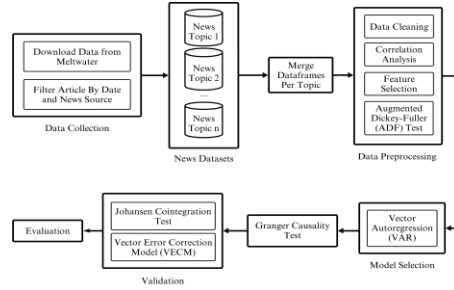 Download Data from
Meltwater
Filter Article By Date
and News Source
Data Collection
News
Topic 1
News
Topic 2
...
News
Topic n
News Datasets
Merge
Dataframes
Per Topic
Data Cleaning
Correlation
Analysis
Feature
Selection
Augmented
Dickey-Fuller
(ADF) Test
Data Preprocessing
Evaluation
Johansen Cointegration
Test
Vector Error Correction
Model (VECM)
Validation
Granger Causality
Test
Vector
Autoregression
(VAR)
Model Selection